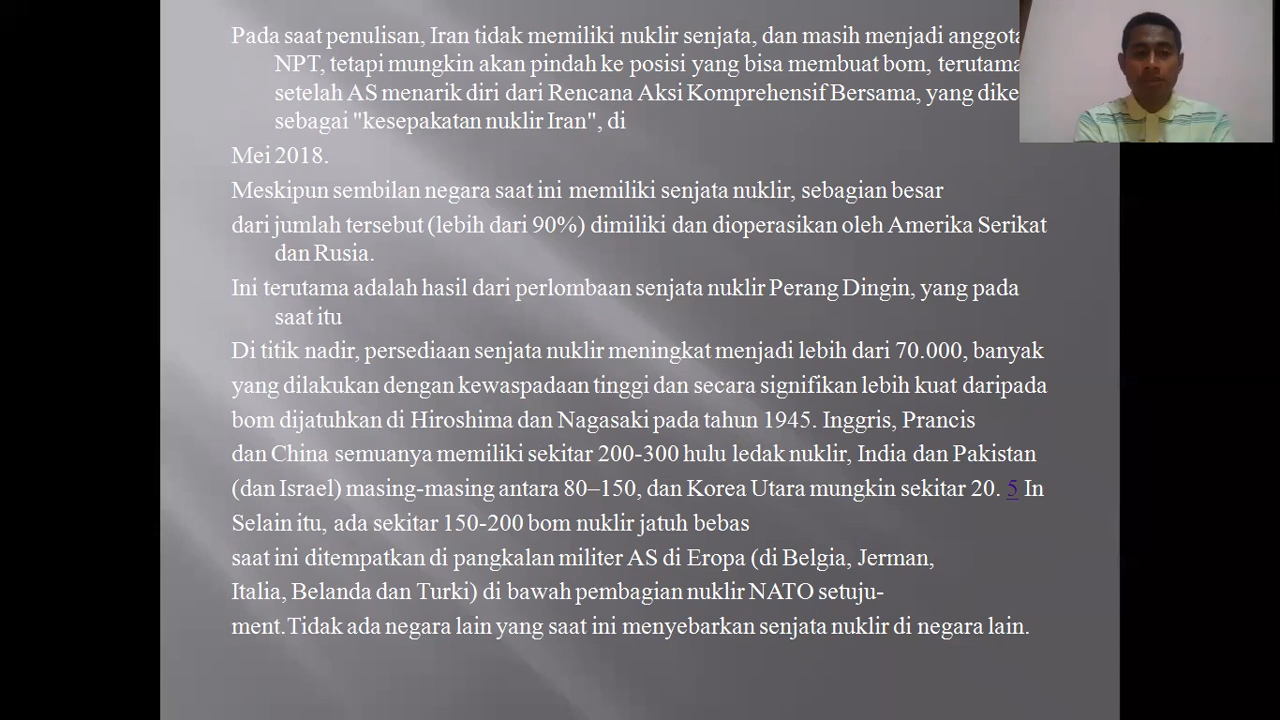 Pada saat penulisan, Iran tidak memiliki nuklir senjata, dan masih menjadi anggota
NPT, tetapi mungkin akan pindah ke posisi yang bisa membuat bom, terutama
setelah AS menarik diri dari Rencana Aksi Komprehensif Bersama, yang
sebagai "kesepakatan nuklir Iran", di
Mei 2018.
Meskipun sembilan negara saat ini memiliki senjata nuklir, sebagian besar
dari jumlah tersebut (lebih dari 90%) dimiliki dan dioperasikan oleh Amerika Serikat
dan Rusia.
Ini terutama adalah hasil dari perlombaan senjata nuklir Perang Dingin, yang pada
saat itu
Di titik nadir, persediaan senjata nuklir meningkat menjadi lebih dari 70.000, banyak
yang dilakukan dengan kewaspadaan tinggi dan secara signifikan lebih kuat daripada
bom dijatuhkan di Hiroshima dan Nagasaki pada tahun 1945. Inggris, Prancis
dan China semuanya memiliki sekitar 200-300 hulu ledak nuklir, India dan Pakistan
(dan Israel) masing-masing antara 80–150, dan Korea Utara mungkin sekitar 20. 5 In
Selain itu, ada sekitar 150-200 bom nuklir jatuh bebas
saat ini ditempatkan di pangkalan militer AS di Eropa (di Belgia, Jerman,
Italia, Belanda dan Turki) di bawah pembagian nuklir NATO setuju-
ment.Tidak ada negara lain yang saat ini menyebarkan senjata nuklir di negara lain.